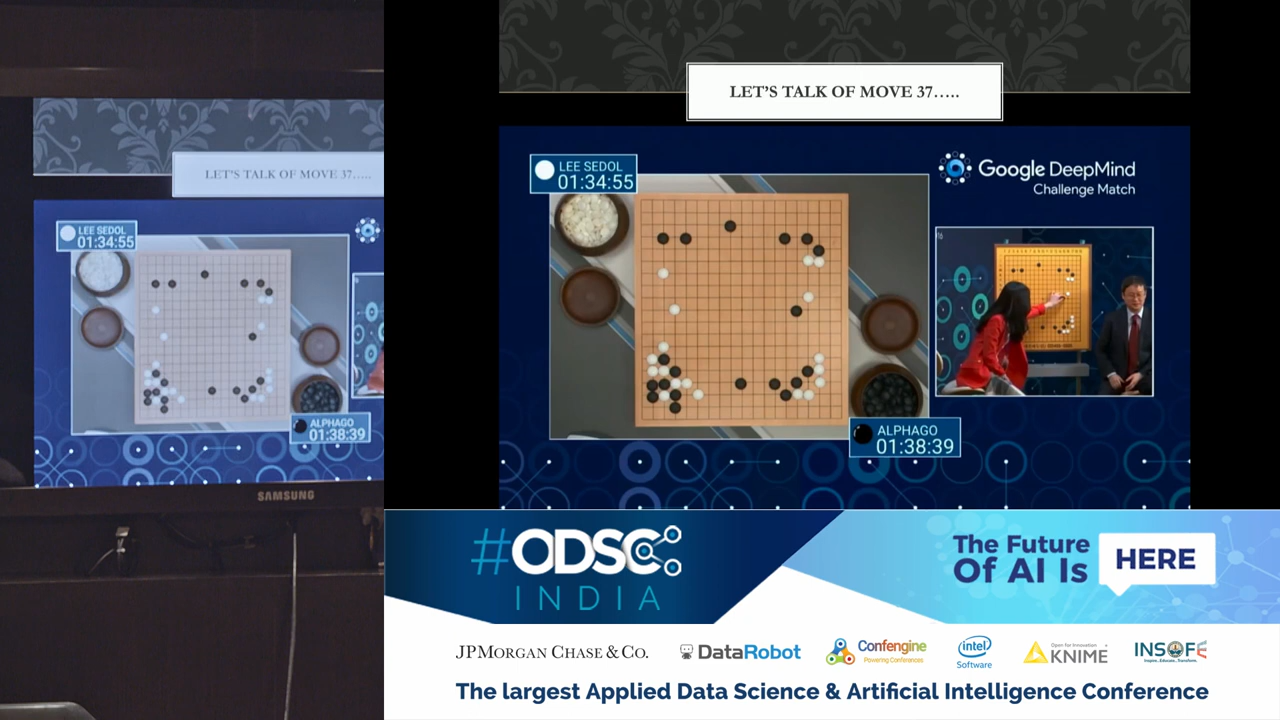 LET'S TALK OF MOVE 37…..
LEE SEDOL
01:34:55
ALPHAGO
01:38:39
SAMSUNG
LET'S TALK OF MOVE 37…..
LEE SEDOL
01:34:55
Google DeepMind
Challenge Match
ALPHAGO
01:38:39
#ODSC
INDIA
The Future
Of AI Is
HERE
JPMORGAN CHASE & CO.
DataRobot
Confengine
Powering Conferences
intel
Software
Open for Innovation
KNIME
INSOFE
Inspire...Educate...Transform.
The largest Applied Data Science & Artificial Intelligence Conference